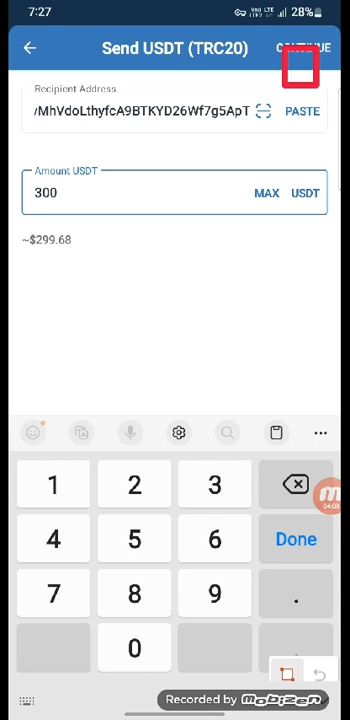 7:27
28%
Send USDT (TRC20)
CONTINUE
Recipient Address
MhVdoLthyfcA9BTKYD26Wf7g5ApT
PASTE
Amount USDT
300
MAX
USDT
~$299.68
1
2
3
4
5
6
Done
7
8
9
.
0
Recorded by MOBIZEN